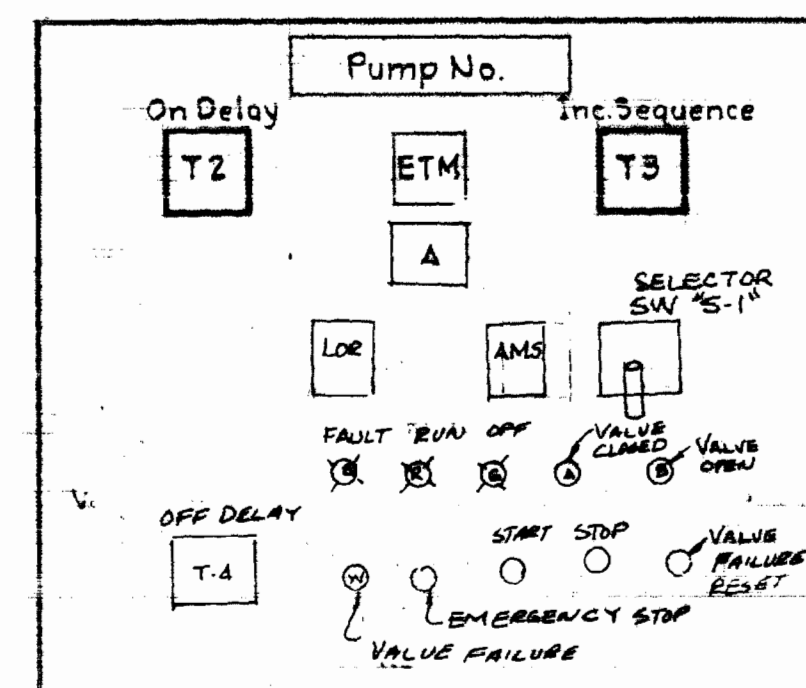 Pump No.
On Delay
Inc. Sequence
T2
ETM
T3
A
SELECTOR
SW "S-1"
LOR
AMS
FAULT RUN OFF
VALVE
CLOSED
VALVE
OPEN
R
G
A
OFF DELAY
START STOP
VALVE
FAILURE
RESET
T-4
W
EMERGENCY STOP
VALVE FAILURE